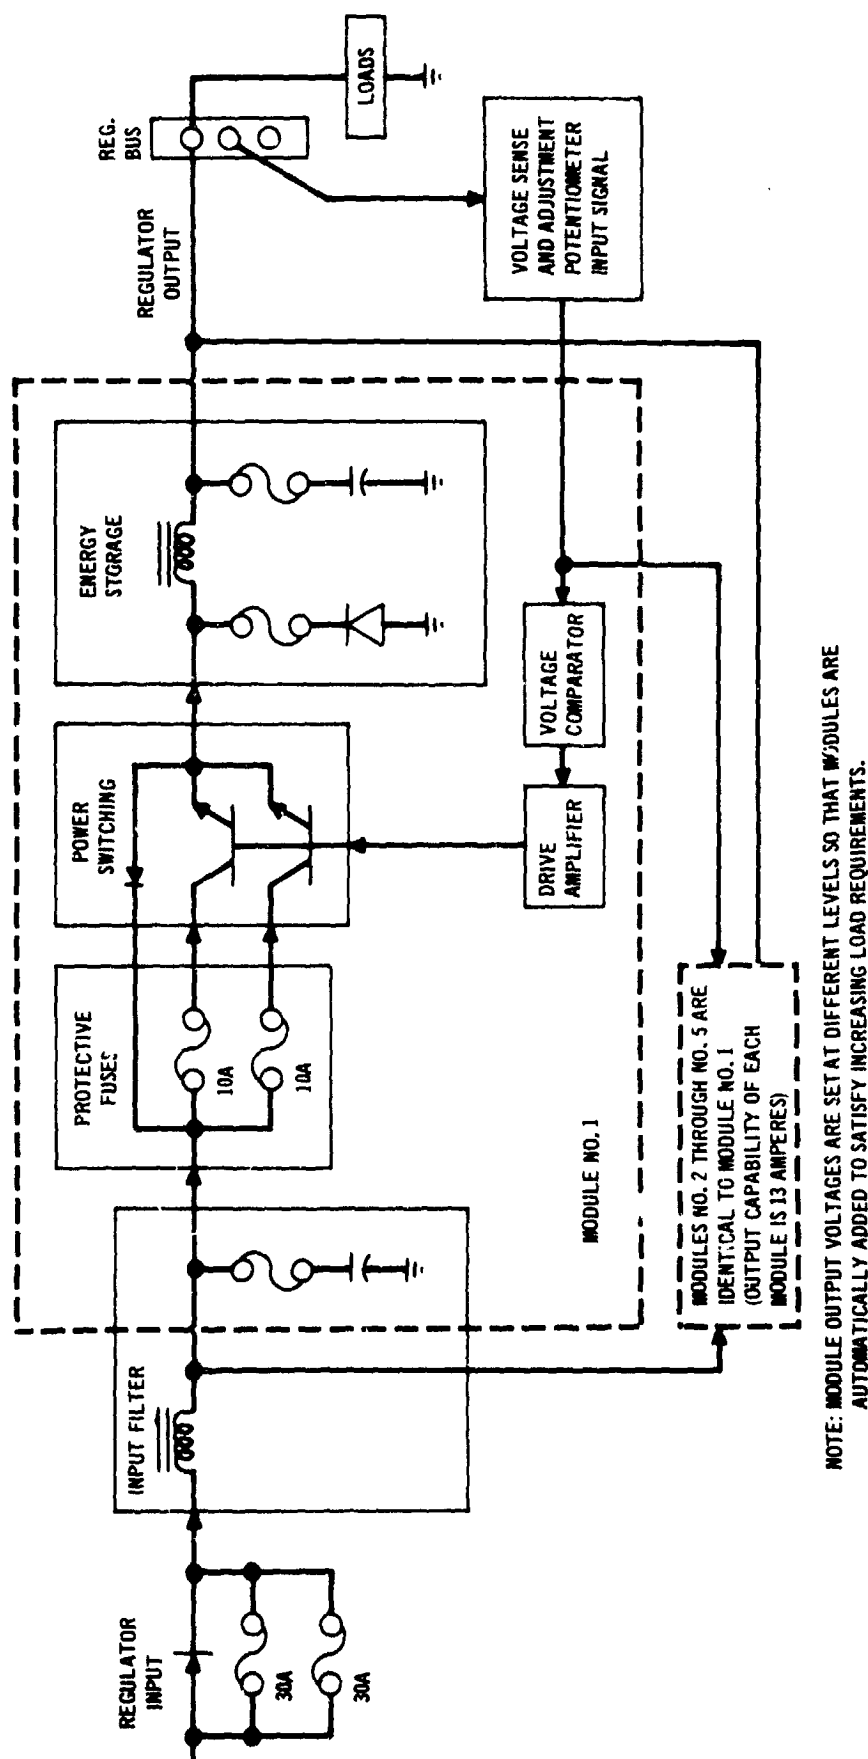 REGULATOR
INPUT
30A
30A
INPUT FILTER
PROTECTIVE
FUSES
10A
10A
POWER
SWITCHING
ENERGY
STORAGE
REGULATOR
OUTPUT
REG.
BUS
LOADS
VOLTAGE SENSE
AND ADJUSTMENT
POTENTIOMETER
INPUT SIGNAL
VOLTAGE
COMPARATOR
DRIVE
AMPLIFIER
MODULE NO. 1
MODULES NO. 2 THROUGH NO. 5 ARE
IDENTICAL TO MODULE NO. 1
(OUTPUT CAPABILITY OF EACH
MODULE IS 13 AMPERES)
NOTE: MODULE OUTPUT VOLTAGES ARE SET AT DIFFERENT LEVELS SO THAT MODULES ARE
AUTOMATICALLY ADDED TO SATISFY INCREASING LOAD REQUIREMENTS.